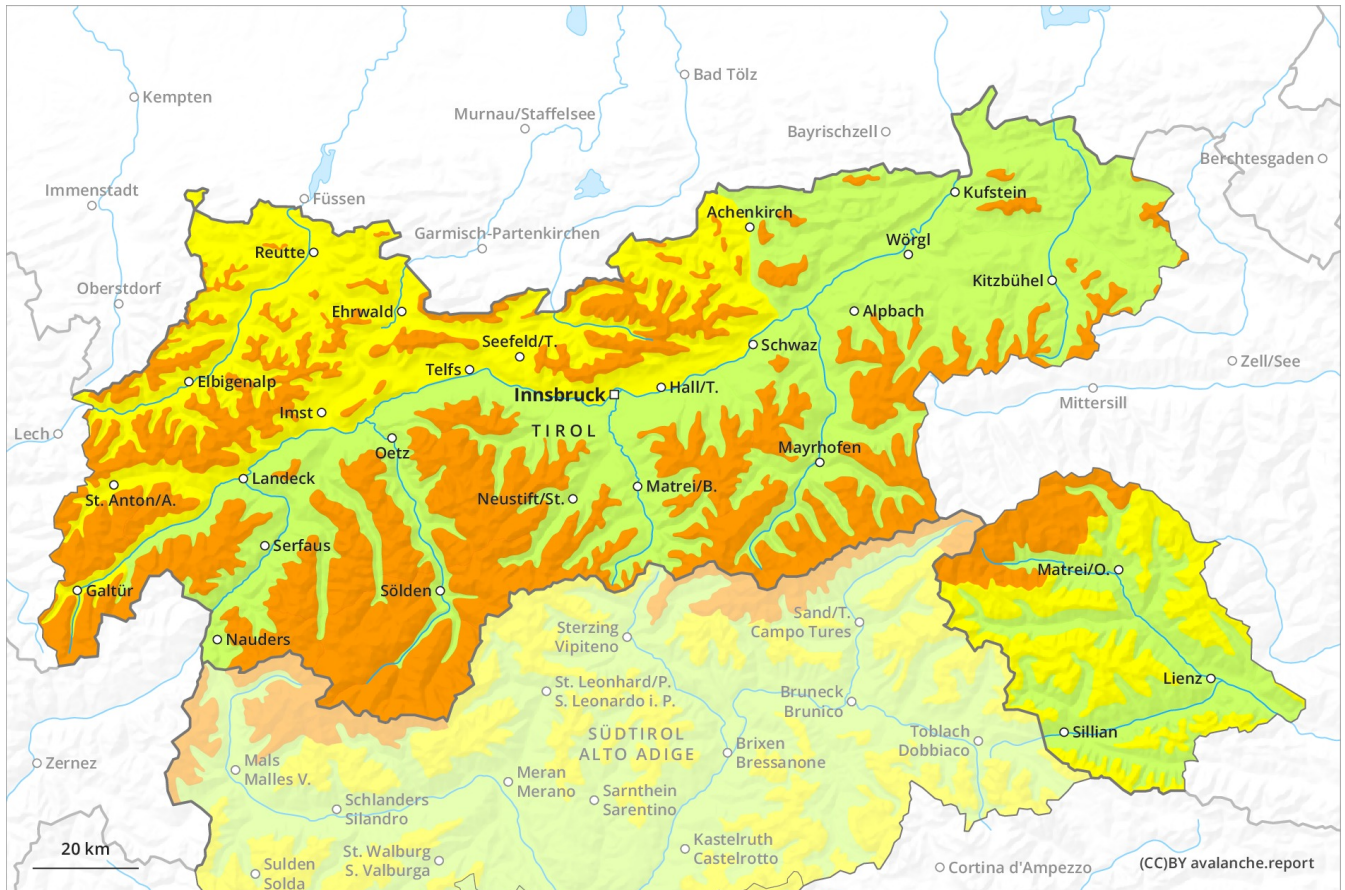 Bad Tölz
Kempten
Murnau/Staffelsee
Bayrischzell
Berchtesgaden
Immenstadt
Füssen
Kufstein
Achenkirch
Garmisch-Partenkirchen
Wörgl
Reutte
Oberstdorf
Kitzbühel
Ehrwald
Alpbach
Seefeld/T.
Schwaz
Zell/See
Telfs
Elbigenalp
Hall/T.
Innsbruck
Mittersill
Imst
Lech
TIROL
Oetz
Mayrhofen
Landeck
Matrei/B.
St. Anton/A.
Neustift/St.
Serfaus
Matrei/O.
Galtür
Sölden
Sand/T.
Campo Tures
Sterzing
Vipiteno
Nauders
Lienz
St. Leonhard/P.
S. Leonardo i. P.
Bruneck
Brunico
Sillian
SÜDTIROL
ALTO ADIGE
Toblach
Dobbiaco
Brixen
Bressanone
Zernez
Mals
Malles V.
Meran
Merano
Sarnthein
Sarentino
Schlanders
Silandro
Kastelruth
Castelrotto
20 km
St. Walburg
S. Valburga
Sulden
Solda
Cortina d'Ampezzo
(CC)BY avalanche.report